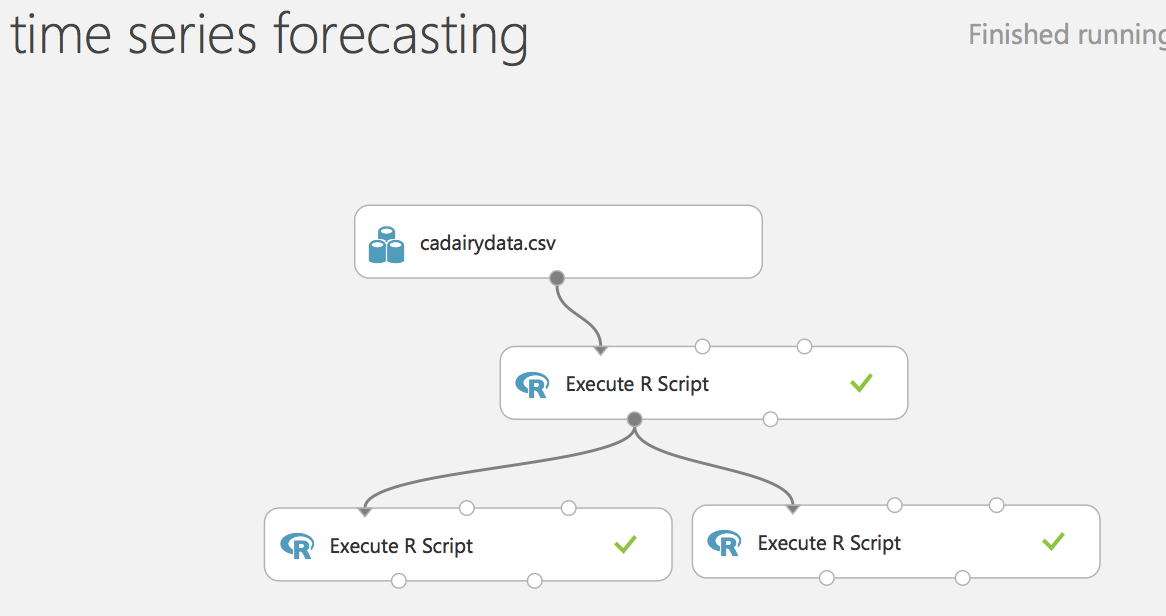 time series forecasting
Finished running
cadairydata.csv
Execute R Script
Execute R Script
Execute R Script